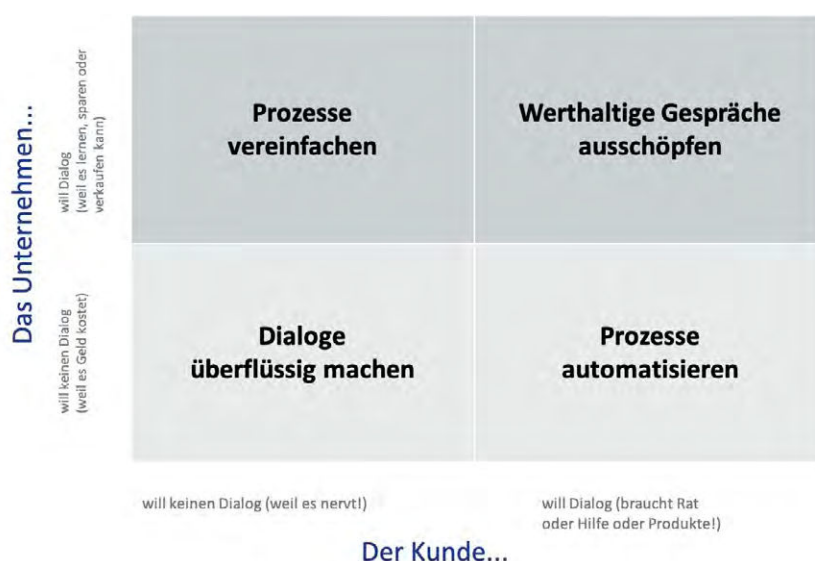 Das Unternehmen...
will Dialog
(weil es lernen, sparen oder
verkaufen kann)
Prozesse
vereinfachen
Werthaltige Gespräche
ausschöpfen
will keinen Dialog
(weil es Geld kostet)
Dialoge
überflüssig machen
Prozesse
automatisieren
will keinen Dialog (weil es nervt!)
will Dialog (braucht Rat
oder Hilfe oder Produkte!)
Der Kunde...